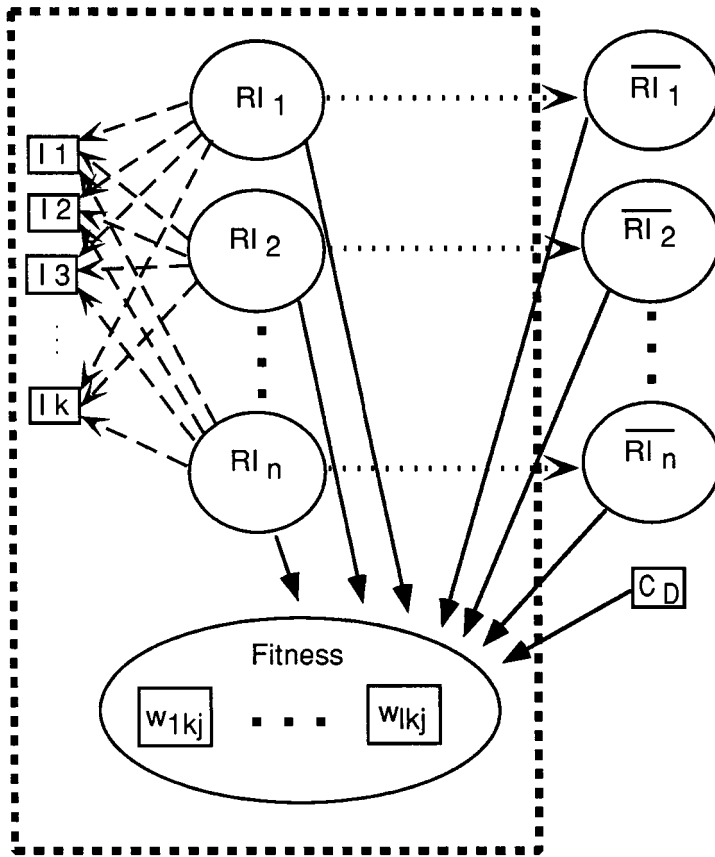 RI 1
RI 1
I 1
I 2
RI 2
RI 2
I 3
I k
RI n
RI n
C D
Fitness
w1kj
wlkj